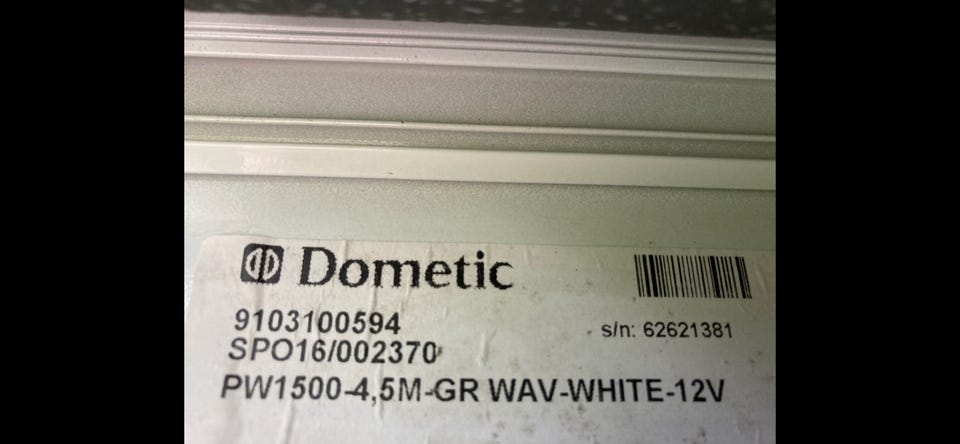 Dometic
9103100594
s/n: 62621381
SPO16/002370
PW1500-4,5M-GR WAV-WHITE-12V